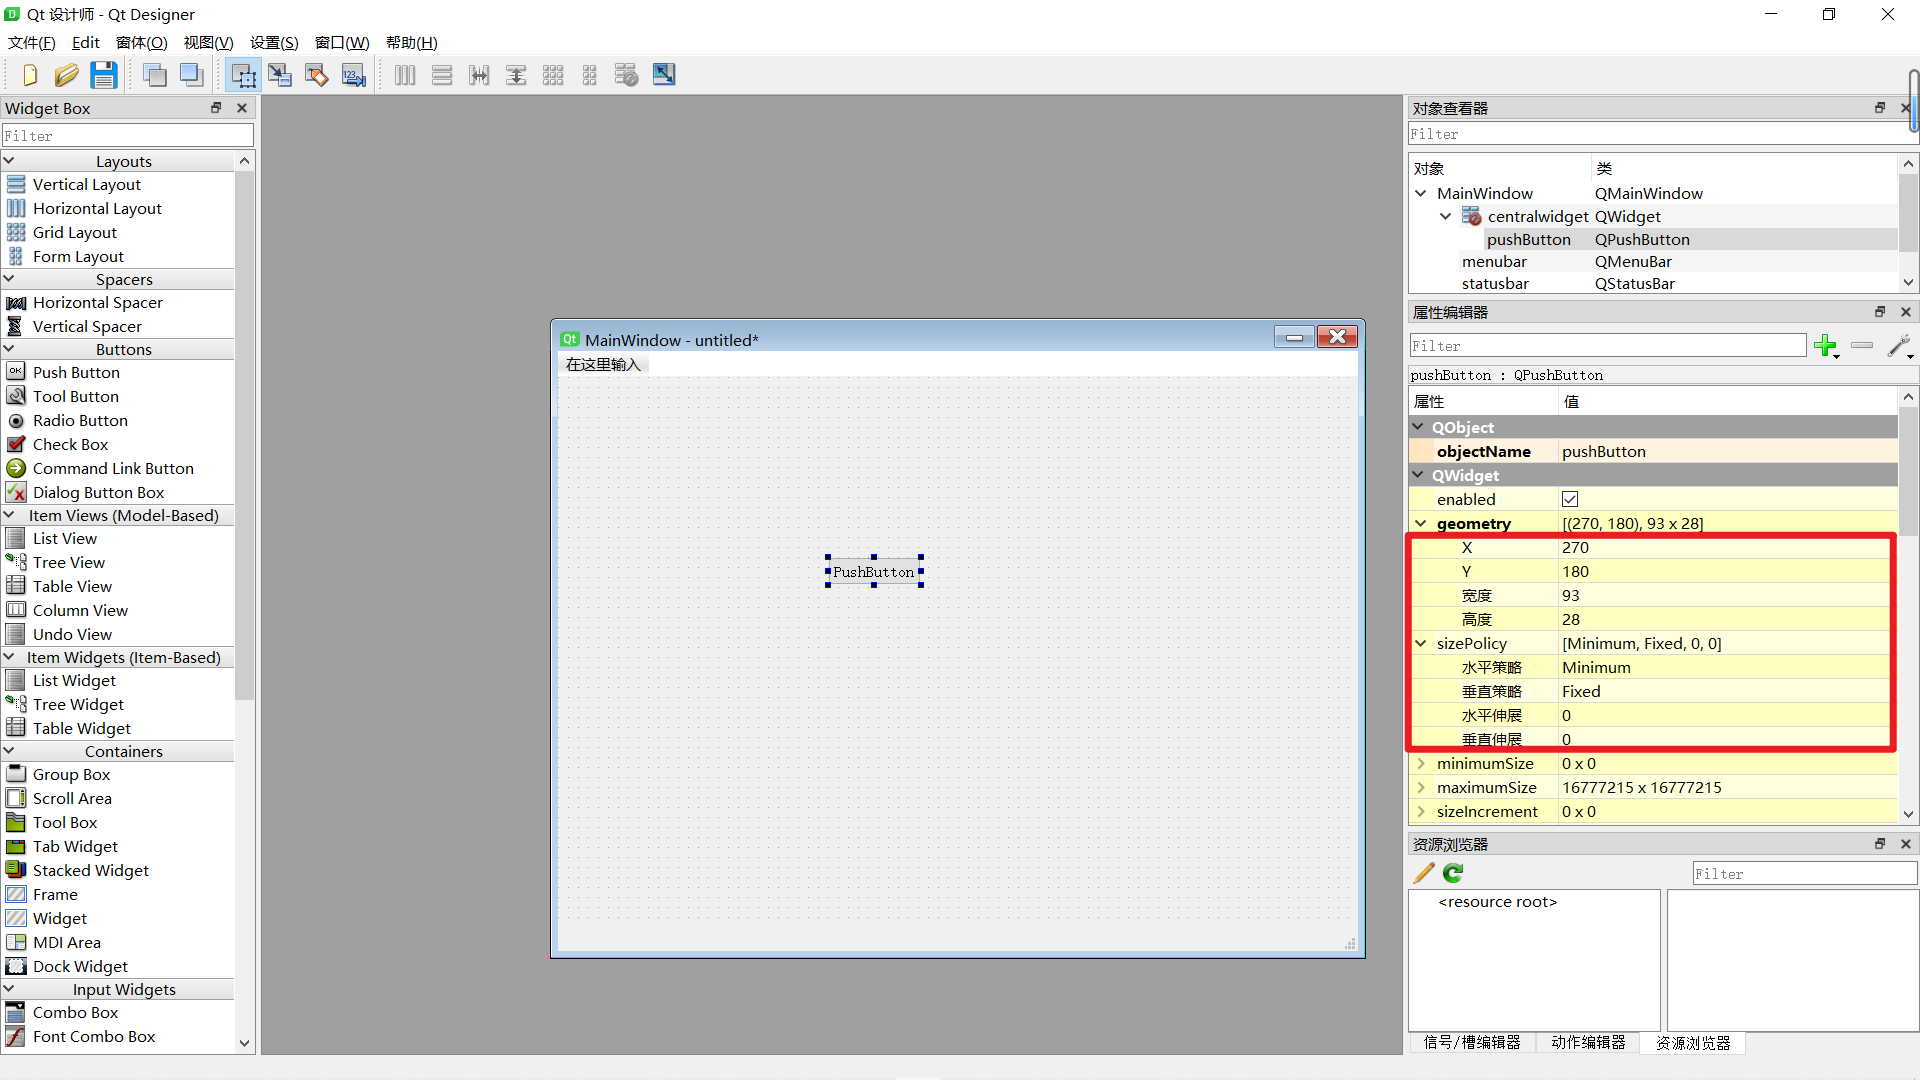 Qt 设计师 - Qt Designer
文件(F) Edit 窗体(O) 视图(V) 设置(S) 窗口(W) 帮助(H)
Widget Box
Filter
Layouts
Vertical Layout
Horizontal Layout
Grid Layout
Form Layout
Spacers
Horizontal Spacer
Vertical Spacer
Buttons
OK Push Button
Tool Button
Radio Button
Check Box
Command Link Button
Dialog Button Box
Item Views (Model-Based)
List View
Tree View
Table View
Column View
Undo View
Item Widgets (Item-Based)
List Widget
Tree Widget
Table Widget
Containers
Group Box
Scroll Area
Tool Box
Tab Widget
Stacked Widget
Frame
Widget
MDI Area
Dock Widget
Input Widgets
Combo Box
Font Combo Box
Qt MainWindow - untitled*
在这里输入
PushButton
对象查看器
Filter
对象 类
MainWindow QMainWindow
centralwidget QWidget
pushButton QPushButton
menubar QMenuBar
statusbar QStatusBar
属性编辑器
Filter
pushButton : QPushButton
属性 值
QObject
objectName pushButton
QWidget
enabled
geometry [(270, 180), 93 x 28]
X 270
Y 180
宽度 93
高度 28
sizePolicy [Minimum, Fixed, 0, 0]
水平策略 Minimum
垂直策略 Fixed
水平伸展 0
垂直伸展 0
minimumSize 0 x 0
maximumSize 16777215 x 16777215
sizeIncrement 0 x 0
资源浏览器
Filter
<resource root>
信号/槽编辑器 动作编辑器 资源浏览器